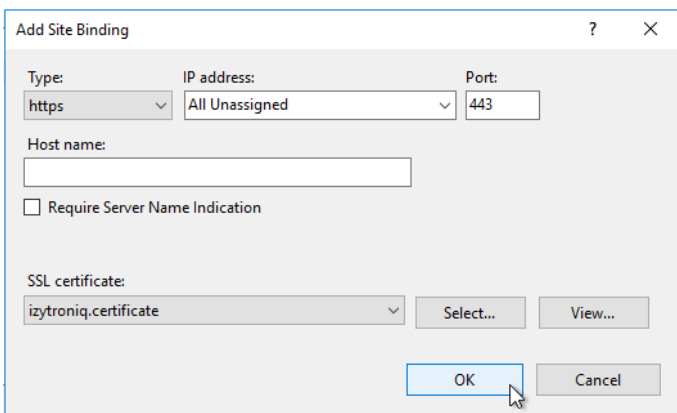 Add Site Binding
?
Type:
IP address:
Port:
https
All Unassigned
443
Host name:
Require Server Name Indication
SSL certificate:
izytroniq.certificate
Select...
View...
OK
Cancel